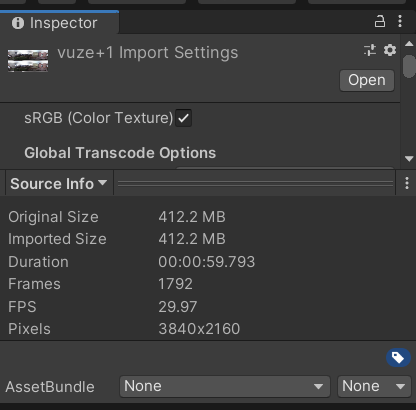 Inspector
vuze+1 Import Settings
Open
sRGB (Color Texture)
Global Transcode Options
Source Info
Original Size 412.2 MB
Imported Size 412.2 MB
Duration 00:00:59.793
Frames 1792
FPS 29.97
Pixels 3840x2160
AssetBundle None None